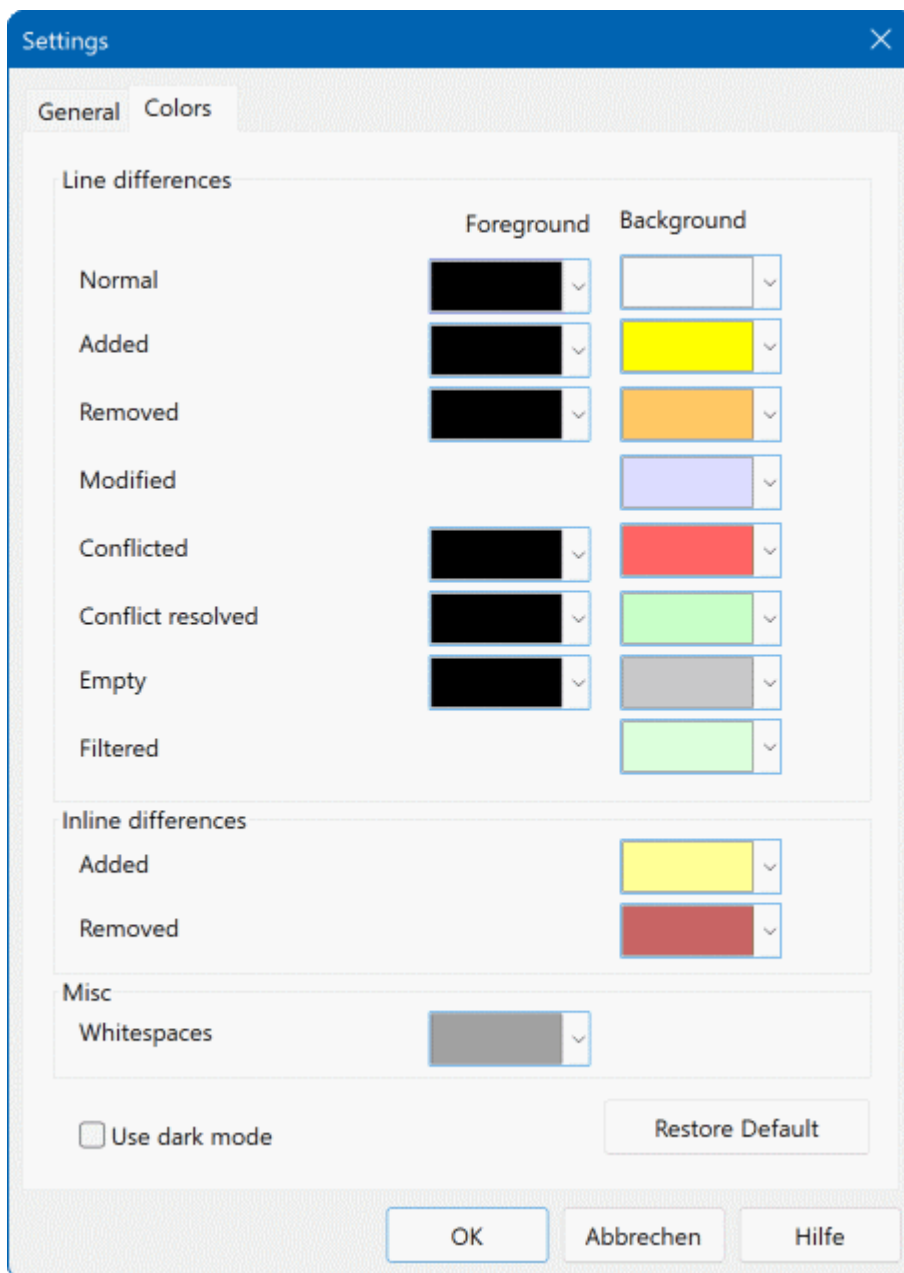 Settings
General Colors
Line differences
Foreground Background
Normal
Added
Removed
Modified
Conflicted
Conflict resolved
Empty
Filtered
Inline differences
Added
Removed
Misc
Whitespaces
Use dark mode Restore Default
OK Abbrechen Hilfe